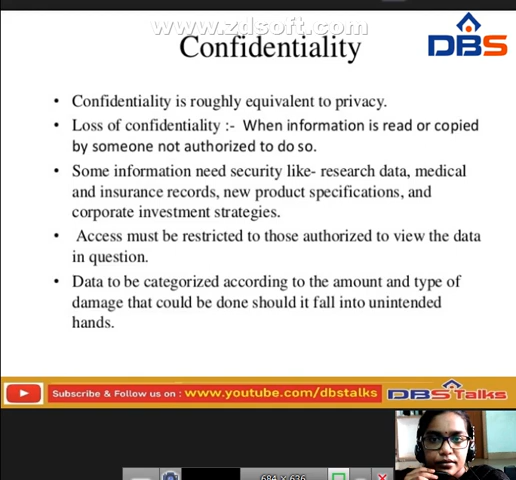 www.zdsoft.com
Confidentiality
DBS
• Confidentiality is roughly equivalent to privacy.
• Loss of confidentiality :- When information is read or copied
by someone not authorized to do so.
• Some information need security like- research data, medical
and insurance records, new product specifications, and
corporate investment strategies.
• Access must be restricted to those authorized to view the data
in question.
• Data to be categorized according to the amount and type of
damage that could be done should it fall into unintended
hands.
Subscribe & Follow us on : www.youtube.com/dbstalks DBS Talks
684 × 636